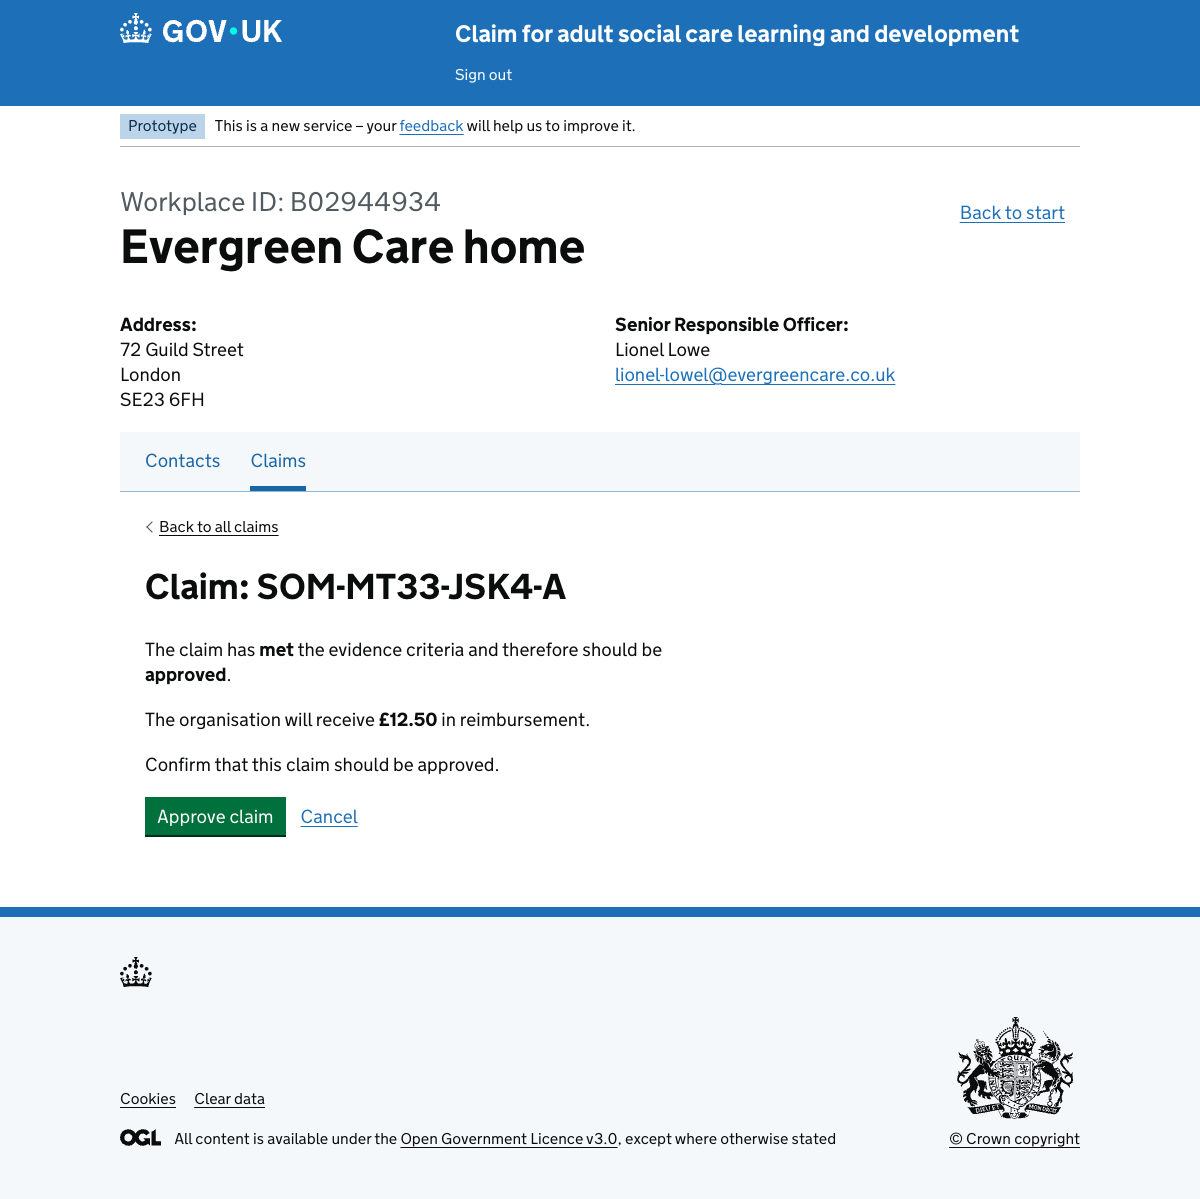 GOV•UK
Claim for adult social care learning and development
Sign out
Prototype This is a new service – your feedback will help us to improve it.
Workplace ID: B02944934
Back to start
Evergreen Care home
Address:
72 Guild Street
London
SE23 6FH
Senior Responsible Officer:
Lionel Lowe
lionel-lowel@evergreencare.co.uk
Contacts Claims
Back to all claims
Claim: SOM-MT33-JSK4-A
The claim has met the evidence criteria and therefore should be
approved.
The organisation will receive £12.50 in reimbursement.
Confirm that this claim should be approved.
Approve claim Cancel
Cookies Clear data
OGL All content is available under the Open Government Licence v3.0, except where otherwise stated
© Crown copyright